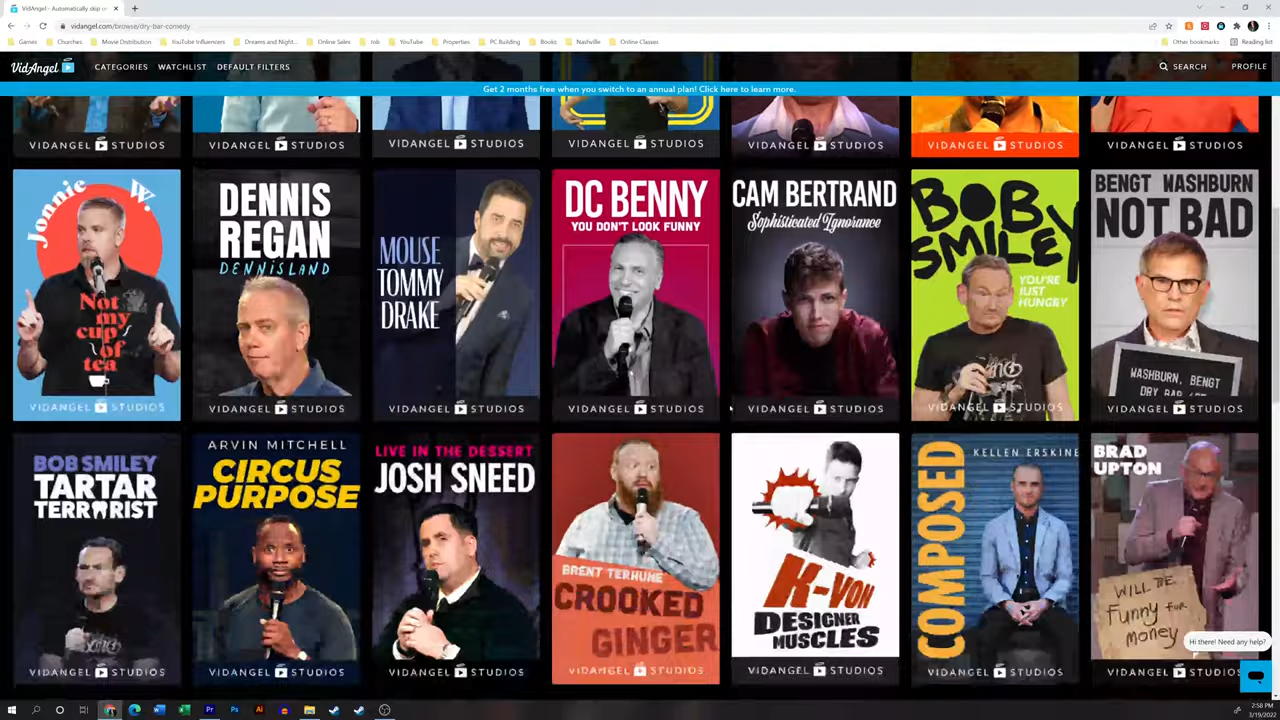 VidAngel - Automatically skip or
vidangel.com/browse/dry-bar-comedy
Games
Churches
Movie Distribution
YouTube Influencers
Dreams and Night...
Online Sales
Job
YouTube
Properties
PC Building
Books
Nashville
Online Classes
Other bookmarks
Reading list
VidAngel
CATEGORIES
WATCHLIST
DEFAULT FILTERS
SEARCH
PROFILE
Get 2 months free when you switch to an annual plan! Click here to learn more.
VIDANGEL STUDIOS
VIDANGEL STUDIOS
VIDANGEL STUDIOS
VIDANGEL STUDIOS
VIDANGEL STUDIOS
VIDANGEL STUDIOS
VIDANGEL STUDIOS
Jonnie W.
Not
my
cup
of
tea
VIDANGEL STUDIOS
DENNIS
REGAN
DENNISLAND
VIDANGEL STUDIOS
MOUSE
TOMMY
DRAKE
VIDANGEL STUDIOS
DC BENNY
YOU DON'T LOOK FUNNY
VIDANGEL STUDIOS
CAM BERTRAND
Sophisticated Ignorance
VIDANGEL STUDIOS
BOB
SMILEY
YOU'RE
JUST
HUNGRY
VIDANGEL STUDIOS
BENGT WASHBURN
NOT BAD
WASHBURN, BENGT
DRY BAR
VIDANGEL STUDIOS
BOB SMILEY
TARTAR
TERRORIST
VIDANGEL STUDIOS
ARVIN MITCHELL
CIRCUS
PURPOSE
VIDANGEL STUDIOS
LIVE IN THE DESSERT
JOSH SNEED
VIDANGEL STUDIOS
BRENT TERHUNE
CROOKED
GINGER
VIDANGEL STUDIOS
K-VON
DESIGNER
MUSCLES
VIDANGEL STUDIOS
COMPOSED
KELLEN ERSKINE
VIDANGEL STUDIOS
BRAD
UPTON
WILL BE
Funny for
money
VIDANGEL STUDIOS
Hi there! Need any help?
2:58 PM
3/19/2022